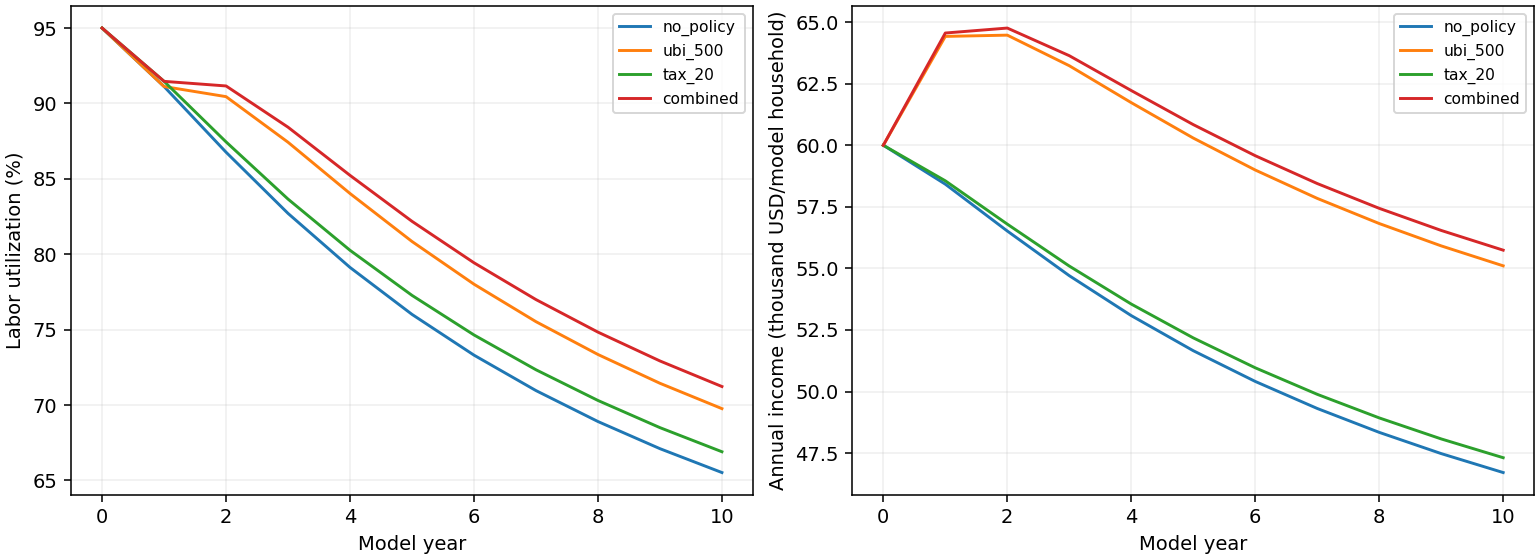 Labor utilization (%)
95
90
85
80
75
70
65
no_policy
ubi_500
tax_20
combined
0
2
4
6
8
10
Model year
Annual income (thousand USD/model household)
65.0
62.5
60.0
57.5
55.0
52.5
50.0
47.5
no_policy
ubi_500
tax_20
combined
0
2
4
6
8
10
Model year